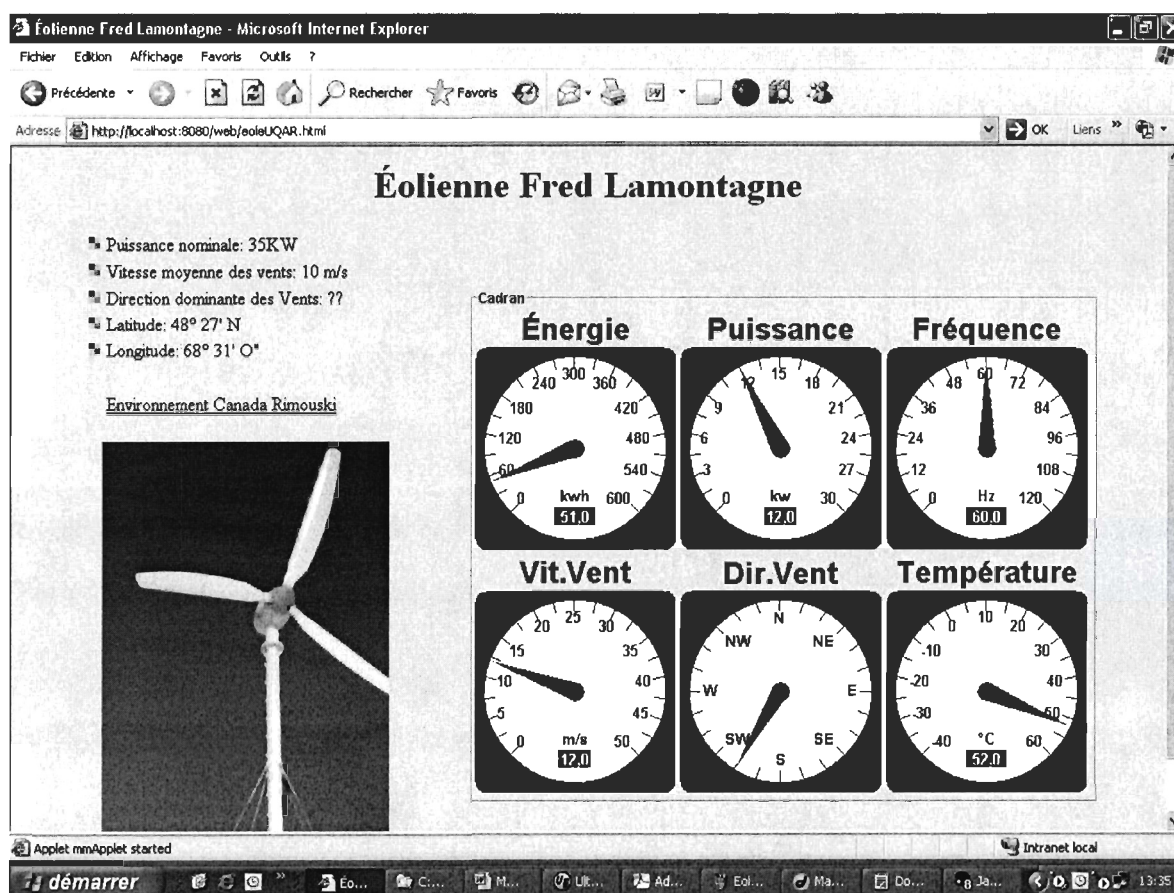 Éolienne Fred Lamontagne - Microsoft Internet Explorer
Fichier Edition Affichage Favoris Outils ?
Précédente Rechercher Favoris
Adresse http://localhost:8080/web/eoleUQAR.html OK Liens »
Éolienne Fred Lamontagne
Puissance nominale: 35KW
Vitesse moyenne des vents: 10 m/s
Direction dominante des Vents: ??
Latitude: 48° 27' N
Longitude: 68° 31' O"
Environnement Canada Rimouski
Cadran
Énergie
0 60 120 180 240 300 360 420 480 540 600
kwh
51,0
Puissance
0 3 6 9 12 15 18 21 24 27 30
kw
12,0
Fréquence
0 12 24 36 48 60 72 84 96 108 120
Hz
60,0
Vit.Vent
0 5 10 15 20 25 30 35 40 45 50
m/s
12,0
Dir.Vent
N NE E SE S SW W NW
Température
-40 -30 -20 -10 0 10 20 30 40 50 60
°C
52,0
Applet mmApplet started
Intranet local
démarrer » Éo... C:... M... Ult... Ad... Eol... Ma... Do... Ja... 13:35